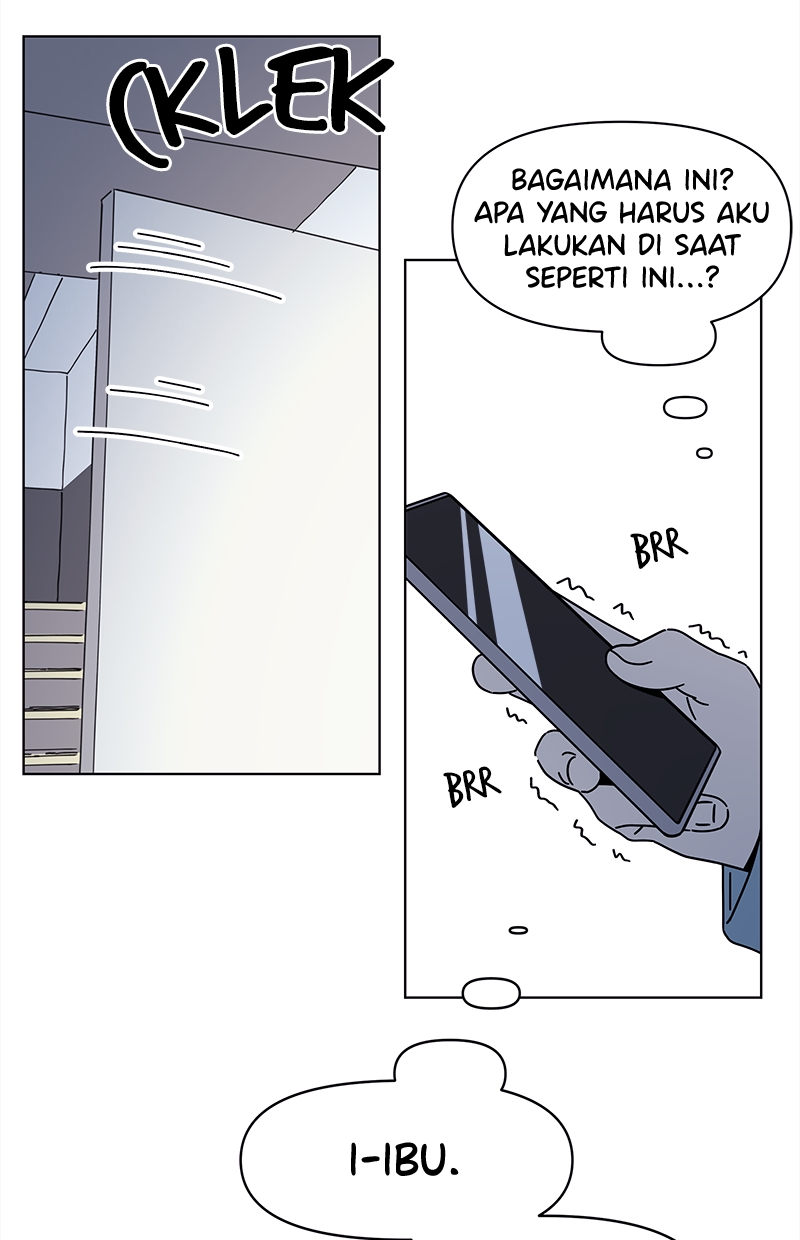 CKLEK
BAGAIMANA INI?
APA YANG HARUS AKU
LAKUKAN DI SAAT
SEPERTI INI...?
BRR
BRR
I-IBU.